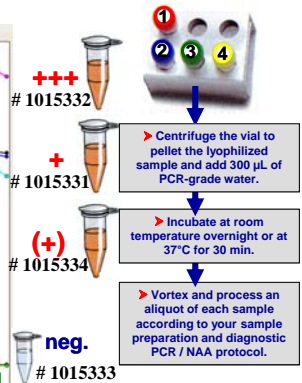 +++
# 1015332
+
# 1015331
(+)
# 1015334
neg.
# 1015333
1
2
3
4
➤ Centrifuge the vial to
pellet the lyophilized
sample and add 300 µL of
PCR-grade water.
➤ Incubate at room
temperature overnight or at
37°C for 30 min.
➤ Vortex and process an
aliquot of each sample
according to your sample
preparation and diagnostic
PCR / NAA protocol.